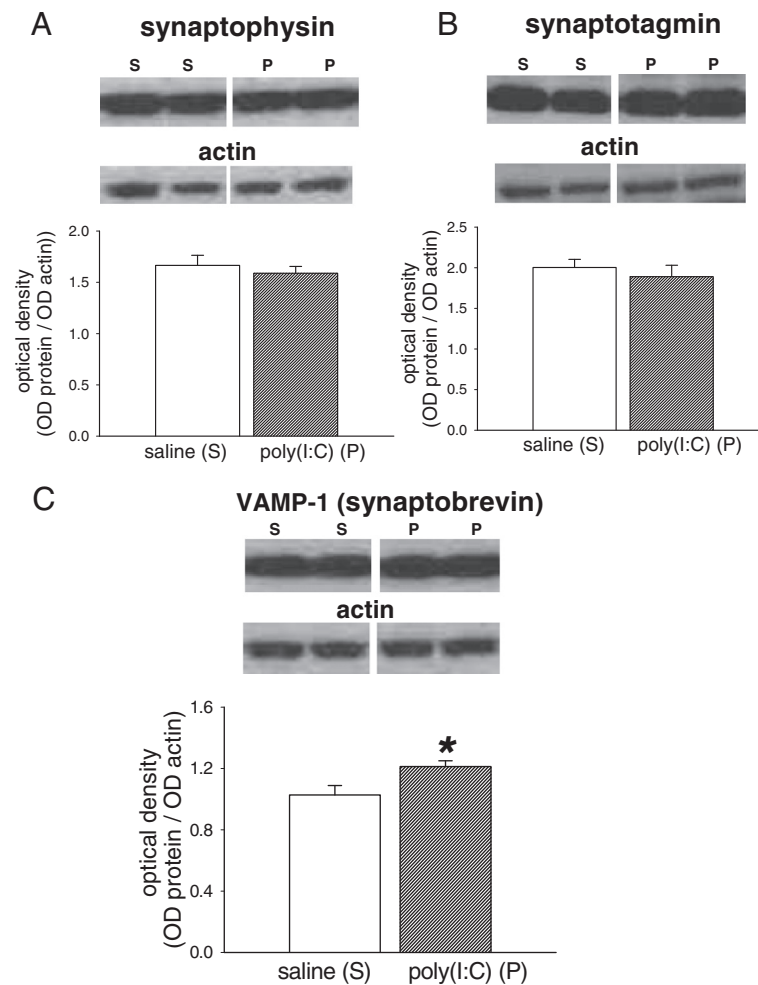 A
synaptophysin
S S P P
actin
optical density
(OD protein / OD actin))
2.0
1.5
1.0
0.5
0.0
saline (S) poly(I:C) (P)
B
synaptotagmin
S S P P
actin
optical density
(OD protein / OD actin)
2.5
2.0
1.5
1.0
0.5
0.0
saline (S) poly(I:C) (P)
C
VAMP-1 (synaptobrevin)
S S P P
actin
optical density
(OD protein / OD actin)
1.6
1.2
0.8
0.4
0.0
*
saline (S) poly(I:C) (P)